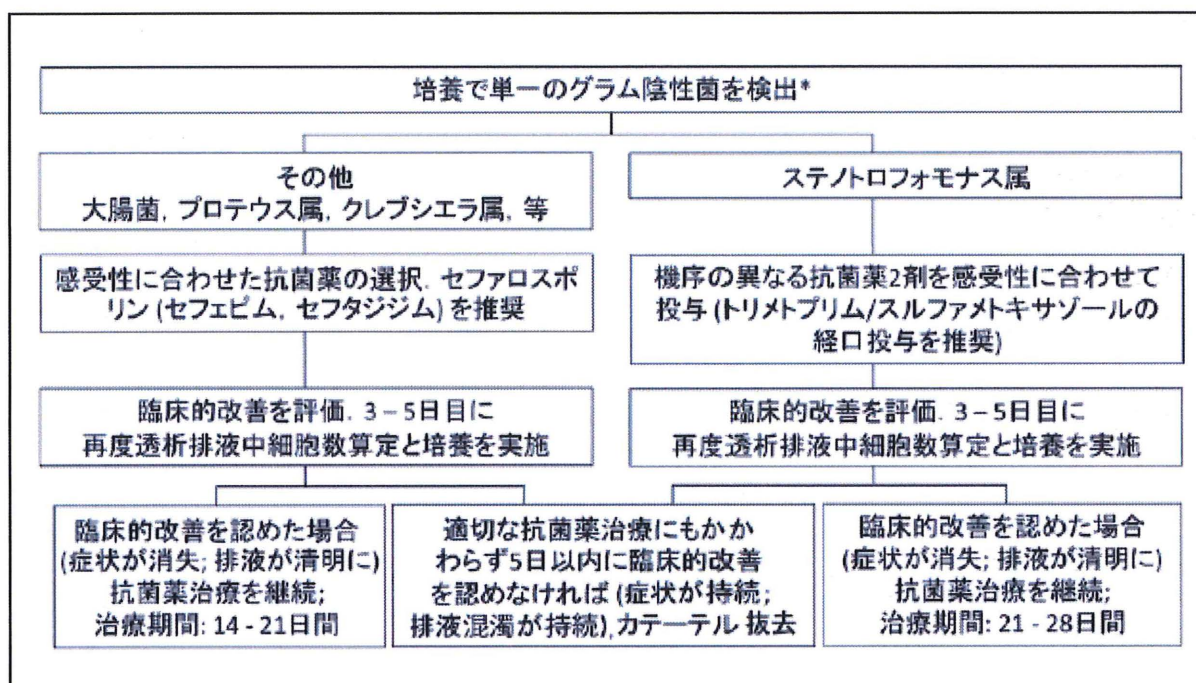 培養で単一のグラム陰性菌を検出*
その他
大腸菌, プロテウス属, クレブシエラ属, 等
ステノトロフォモナス属
感受性に合わせた抗菌薬の選択. セファロスポ
リン (セフェピム, セフタジジム) を推奨
機序の異なる抗菌薬2剤を感受性に合わせて
投与 (トリメトプリム/スルファメトキサゾールの
経口投与を推奨)
臨床的改善を評価. 3 – 5日目に
再度透析排液中細胞数算定と培養を実施
臨床的改善を評価. 3 – 5日目に
再度透析排液中細胞数算定と培養を実施
臨床的改善を認めた場合
(症状が消失; 排液が清明に)
抗菌薬治療を継続;
治療期間: 14 - 21日間
適切な抗菌薬治療にもかか
わらず5日以内に臨床的改善
を認めなければ (症状が持続;
排液混濁が持続), カテーテル 抜去
臨床的改善を認めた場合
(症状が消失; 排液が清明に)
抗菌薬治療を継続;
治療期間: 21 - 28日間